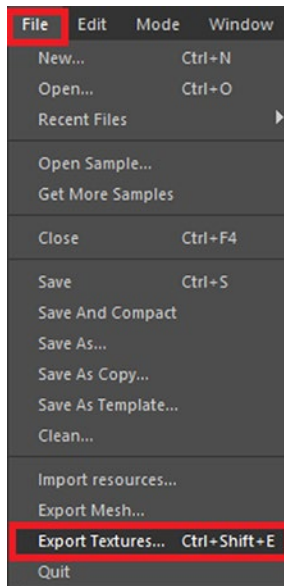 File Edit Mode Window
New... Ctrl+N
Open... Ctrl+O
Recent Files
Open Sample...
Get More Samples
Close Ctrl+F4
Save Ctrl+S
Save And Compact
Save As...
Save As Copy...
Save As Template...
Clean...
Import resources...
Export Mesh...
Export Textures... Ctrl+Shift+E
Quit